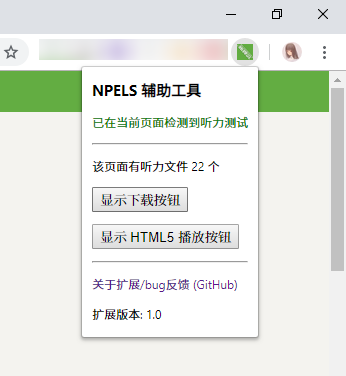 NPELS 辅助工具
已在当前页面检测到听力测试
该页面有听力文件 22 个
显示下载按钮
显示 HTML5 播放按钮
关于扩展/bug反馈 (GitHub)
扩展版本: 1.0